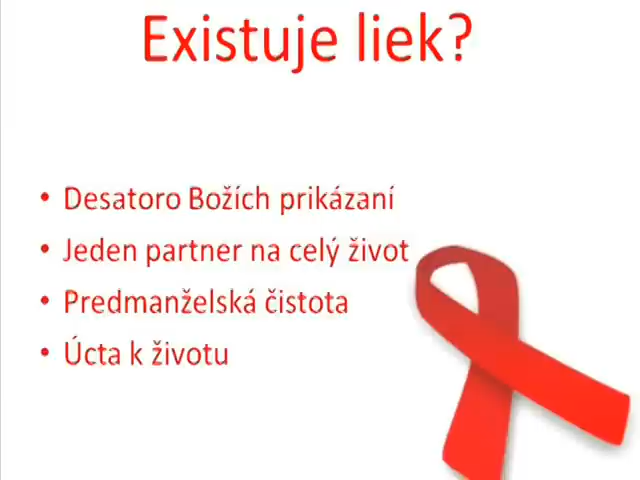 Existuje liek?
• Desatoro Božích prikázaní
• Jeden partner na celý život
• Predmanželská čistota
• Úcta k životu